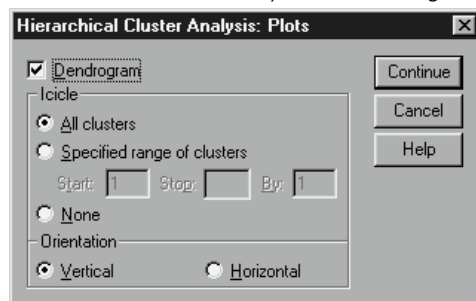 Hierarchical Cluster Analysis: Plots
Dendrogram
Continue
Icicle
Cancel
All clusters
Specified range of clusters
Help
Start: 1 Stop: By: 1
None
Orientation
Vertical Horizontal